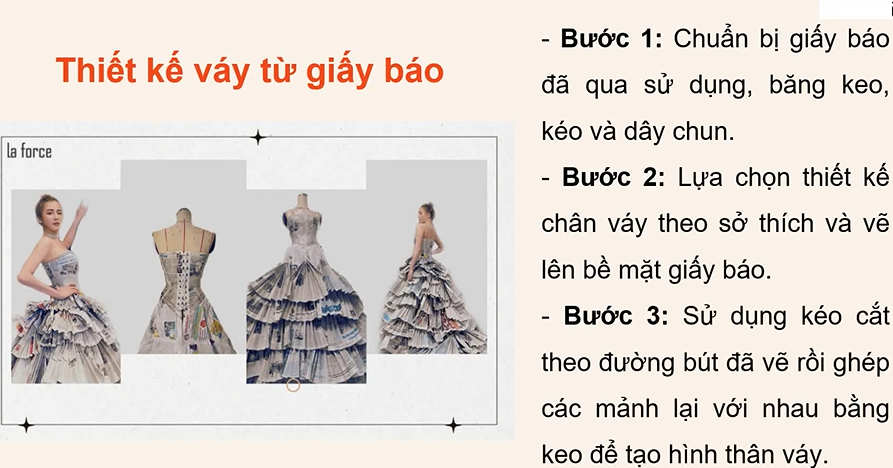 Thiết kế váy từ giấy báo
la force
- Bước 1: Chuẩn bị giấy báo
đã qua sử dụng, băng keo,
kéo và dây chun.
- Bước 2: Lựa chọn thiết kế
chân váy theo sở thích và vẽ
lên bề mặt giấy báo.
- Bước 3: Sử dụng kéo cắt
theo đường bút đã vẽ rồi ghép
các mảnh lại với nhau bằng
keo để tạo hình thân váy.